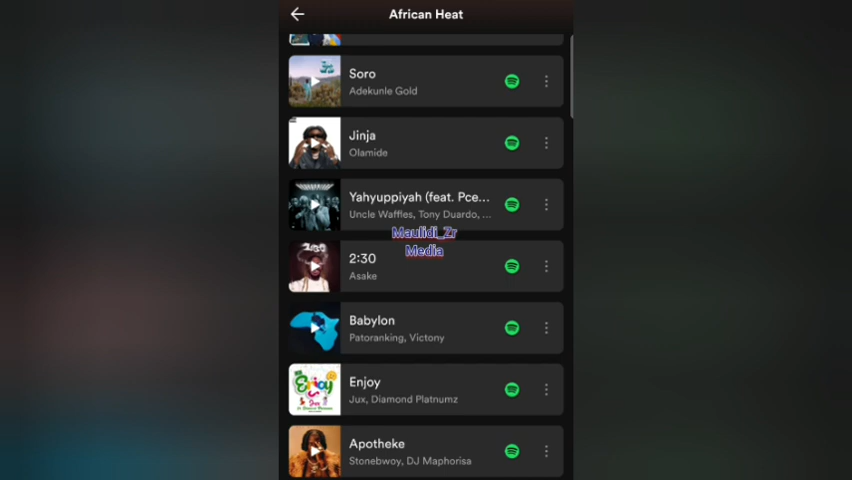 African Heat
Soro
Adekunle Gold
Jinja
Olamide
Yahyuppiyah (feat. Pce...
Uncle Waffles, Tony Duardo, ...
Maulidi_Zr
Media
2:30
Asake
Babylon
Patoranking, Victony
Enjoy
Jux, Diamond Platnumz
Apotheke
Stonebwoy, DJ Maphorisa